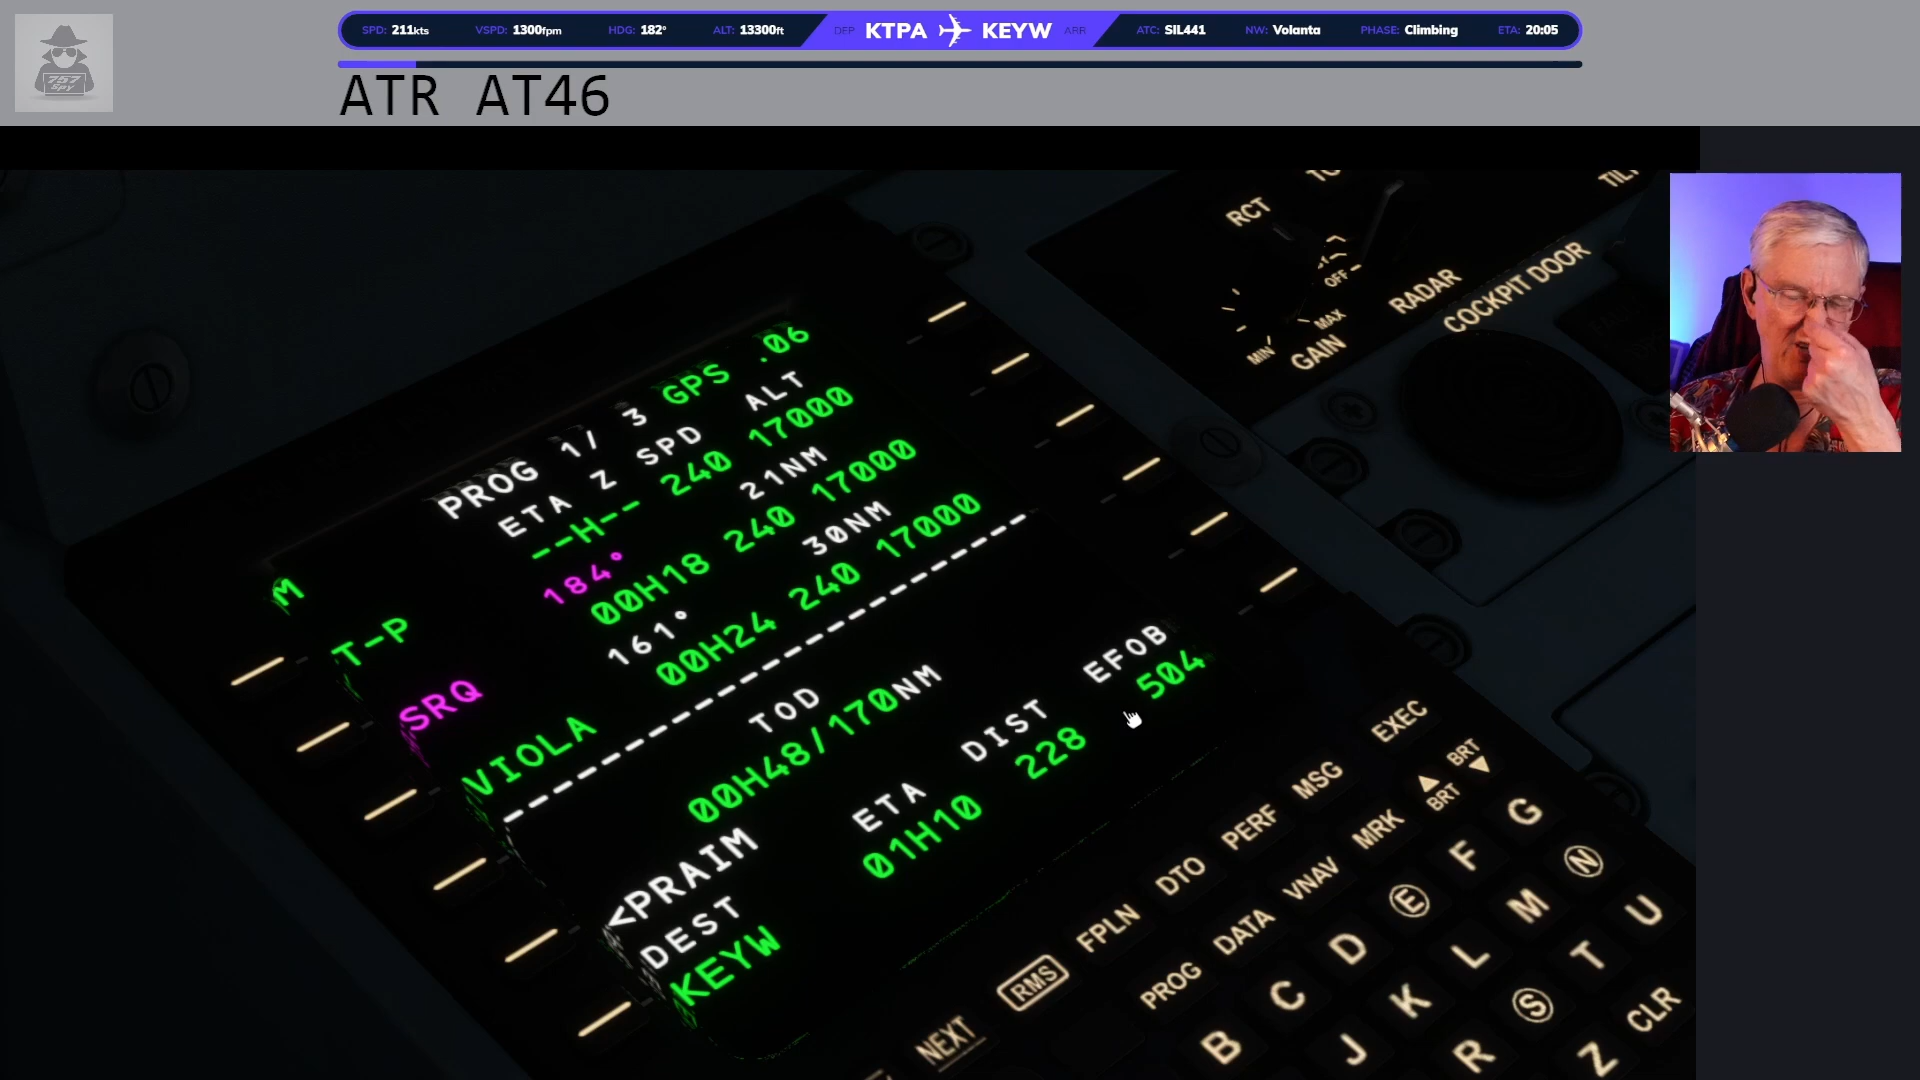 SPD: 211kts VSPD: 1300fpm HDG: 182° ALT: 13300ft DEP KTPA KEYW ARR ATC: SIL441 NW: Volanta PHASE: Climbing ETA: 20:05
757
Spy
ATR AT46
RCT
OFF
MAX
MIN
GAIN
RADAR
COCKPIT DOOR
PROG 1/ 3 GPS .06
ETA Z SPD ALT
T-P --H-- 240 17000
184° 21NM
SRQ 00H18 240 17000
161° 30NM
VIOLA 00H24 240 17000
--------------------------
TOD
00H48/170NM
<PRAIM
DEST ETA DIST EFOB
KEYW 01H10 228 504
EXEC
MSG
BRT
BRT
PERF
MRK
DTO
VNAV
FPLN
DATA
RMS
PROG
NEXT
B C D E F G
J K L M N
R S T U
Z CLR